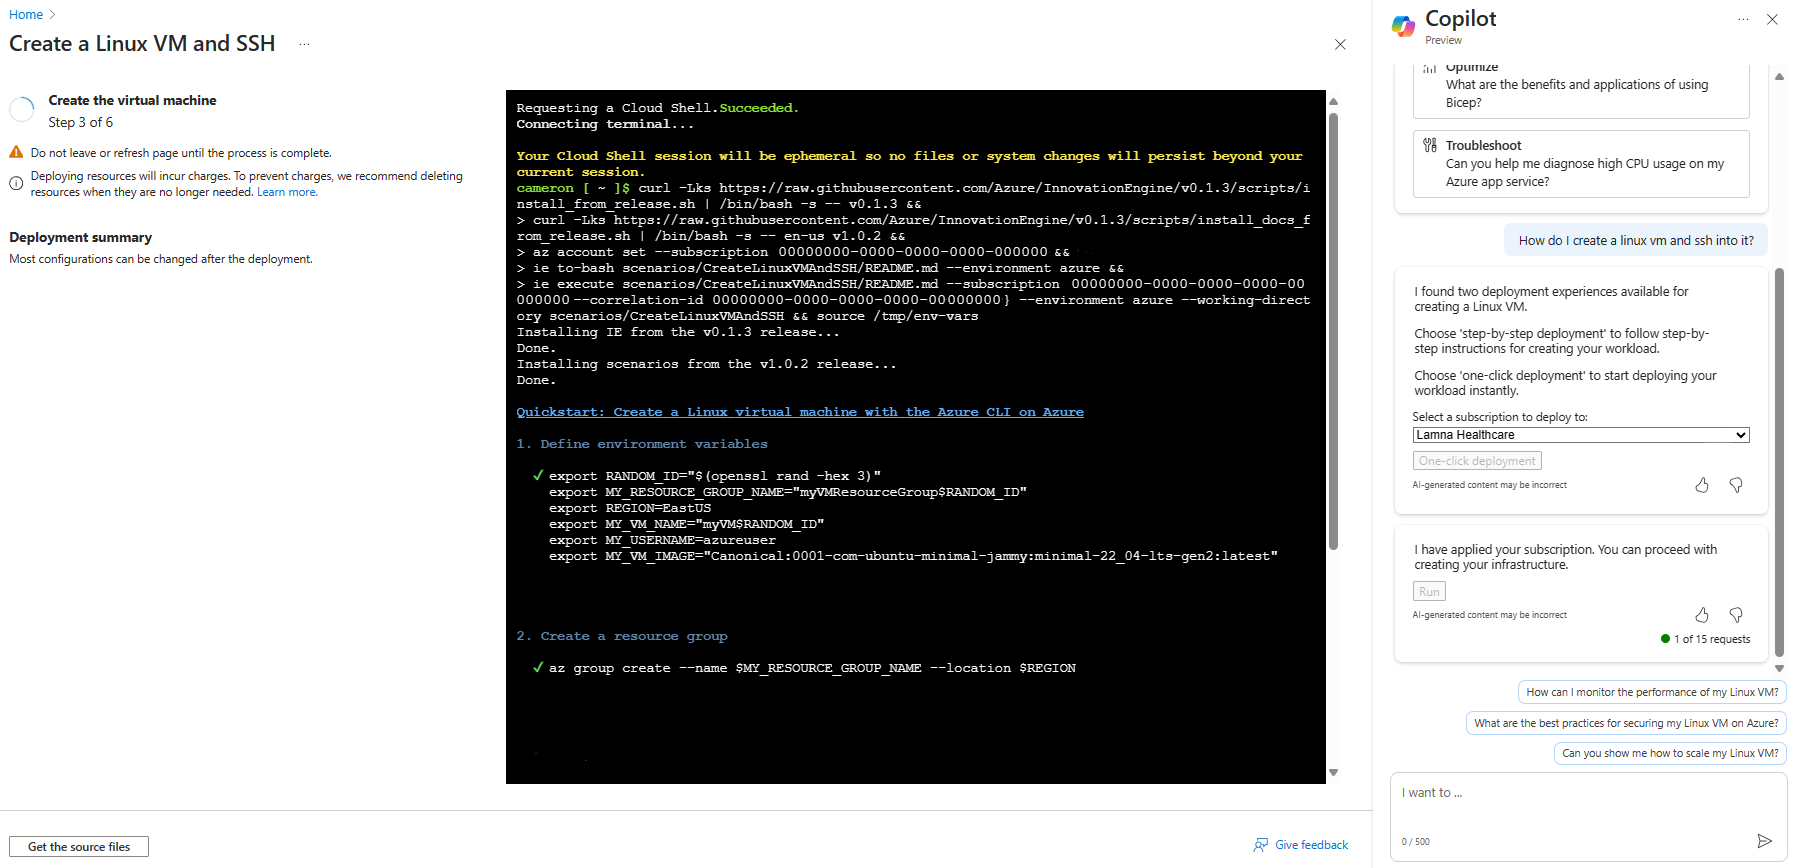 Home
Create a Linux VM and SSH ...
Create the virtual machine
Step 3 of 6
Do not leave or refresh page until the process is complete.
Deploying resources will incur charges. To prevent charges, we recommend deleting
resources when they are no longer needed. Learn more.
Deployment summary
Most configurations can be changed after the deployment.
Requesting a Cloud Shell.Succeeded.
Connecting terminal...
Your Cloud Shell session will be ephemeral so no files or system changes will persist beyond your
current session.
cameron [ ~ ]$ curl -Lks https://raw.githubusercontent.com/Azure/InnovationEngine/v0.1.3/scripts/i
nstall_from_release.sh | /bin/bash -s -- v0.1.3 &&
> curl -Lks https://raw.githubusercontent.com/Azure/InnovationEngine/v0.1.3/scripts/install_docs_f
rom_release.sh | /bin/bash -s -- en-us v1.0.2 &&
> az account set --subscription 00000000-0000-0000-0000-000000 &&
> ie to-bash scenarios/CreateLinuxVMAndSSH/README.md --environment azure &&
> ie execute scenarios/CreateLinuxVMAndSSH/README.md --subscription 00000000-0000-0000-0000-00
0000000 --correlation-id 00000000-0000-0000-0000-00000000} --environment azure --working-direct
ory scenarios/CreateLinuxVMAndSSH && source /tmp/env-vars
Installing IE from the v0.1.3 release...
Done.
Installing scenarios from the v1.0.2 release...
Done.
Quickstart: Create a Linux virtual machine with the Azure CLI on Azure
1. Define environment variables
✓ export RANDOM_ID="$(openssl rand -hex 3)"
export MY_RESOURCE_GROUP_NAME="myVMResourceGroup$RANDOM_ID"
export REGION=EastUS
export MY_VM_NAME="myVM$RANDOM_ID"
export MY_USERNAME=azureuser
export MY_VM_IMAGE="Canonical:0001-com-ubuntu-minimal-jammy:minimal-22_04-lts-gen2:latest"
2. Create a resource group
✓ az group create --name $MY_RESOURCE_GROUP_NAME --location $REGION
Get the source files
Give feedback
Copilot
Preview
...
Optimize
What are the benefits and applications of using
Bicep?
Troubleshoot
Can you help me diagnose high CPU usage on my
Azure app service?
How do I create a linux vm and ssh into it?
I found two deployment experiences available for
creating a Linux VM.
Choose 'step-by-step deployment' to follow step-by-
step instructions for creating your workload.
Choose 'one-click deployment' to start deploying your
workload instantly.
Select a subscription to deploy to:
Lamna Healthcare
One-click deployment
AI-generated content may be incorrect
I have applied your subscription. You can proceed with
creating your infrastructure.
Run
AI-generated content may be incorrect
1 of 15 requests
How can I monitor the performance of my Linux VM?
What are the best practices for securing my Linux VM on Azure?
Can you show me how to scale my Linux VM?
I want to ...
0 / 500